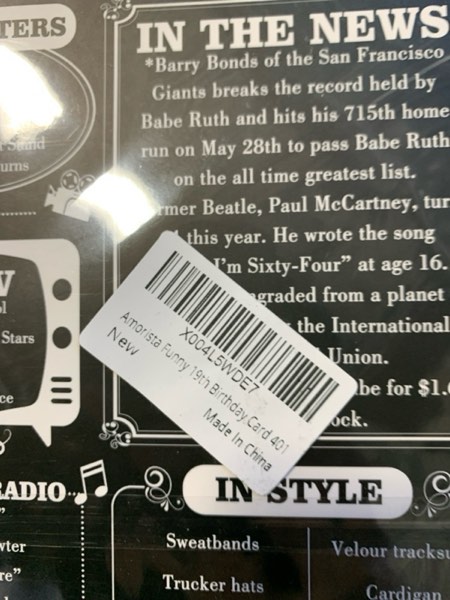 TERS
Stand
urns
IN THE NEWS
*Barry Bonds of the San Francisco
Giants breaks the record held by
Babe Ruth and hits his 715th home
run on May 28th to pass Babe Ruth
on the all time greatest list.
rmer Beatle, Paul McCartney, tur
this year. He wrote the song
I'm Sixty-Four" at age 16.
graded from a planet
the International
Union.
be for $1.
ock.
X004L5WDE7
Amorista Funny 19th Birthday Card 401
New
Made In China
V
Stars
ce
RADIO
IN STYLE
wter
re"
Sweatbands
Velour tracksu
Trucker hats
Cardigan